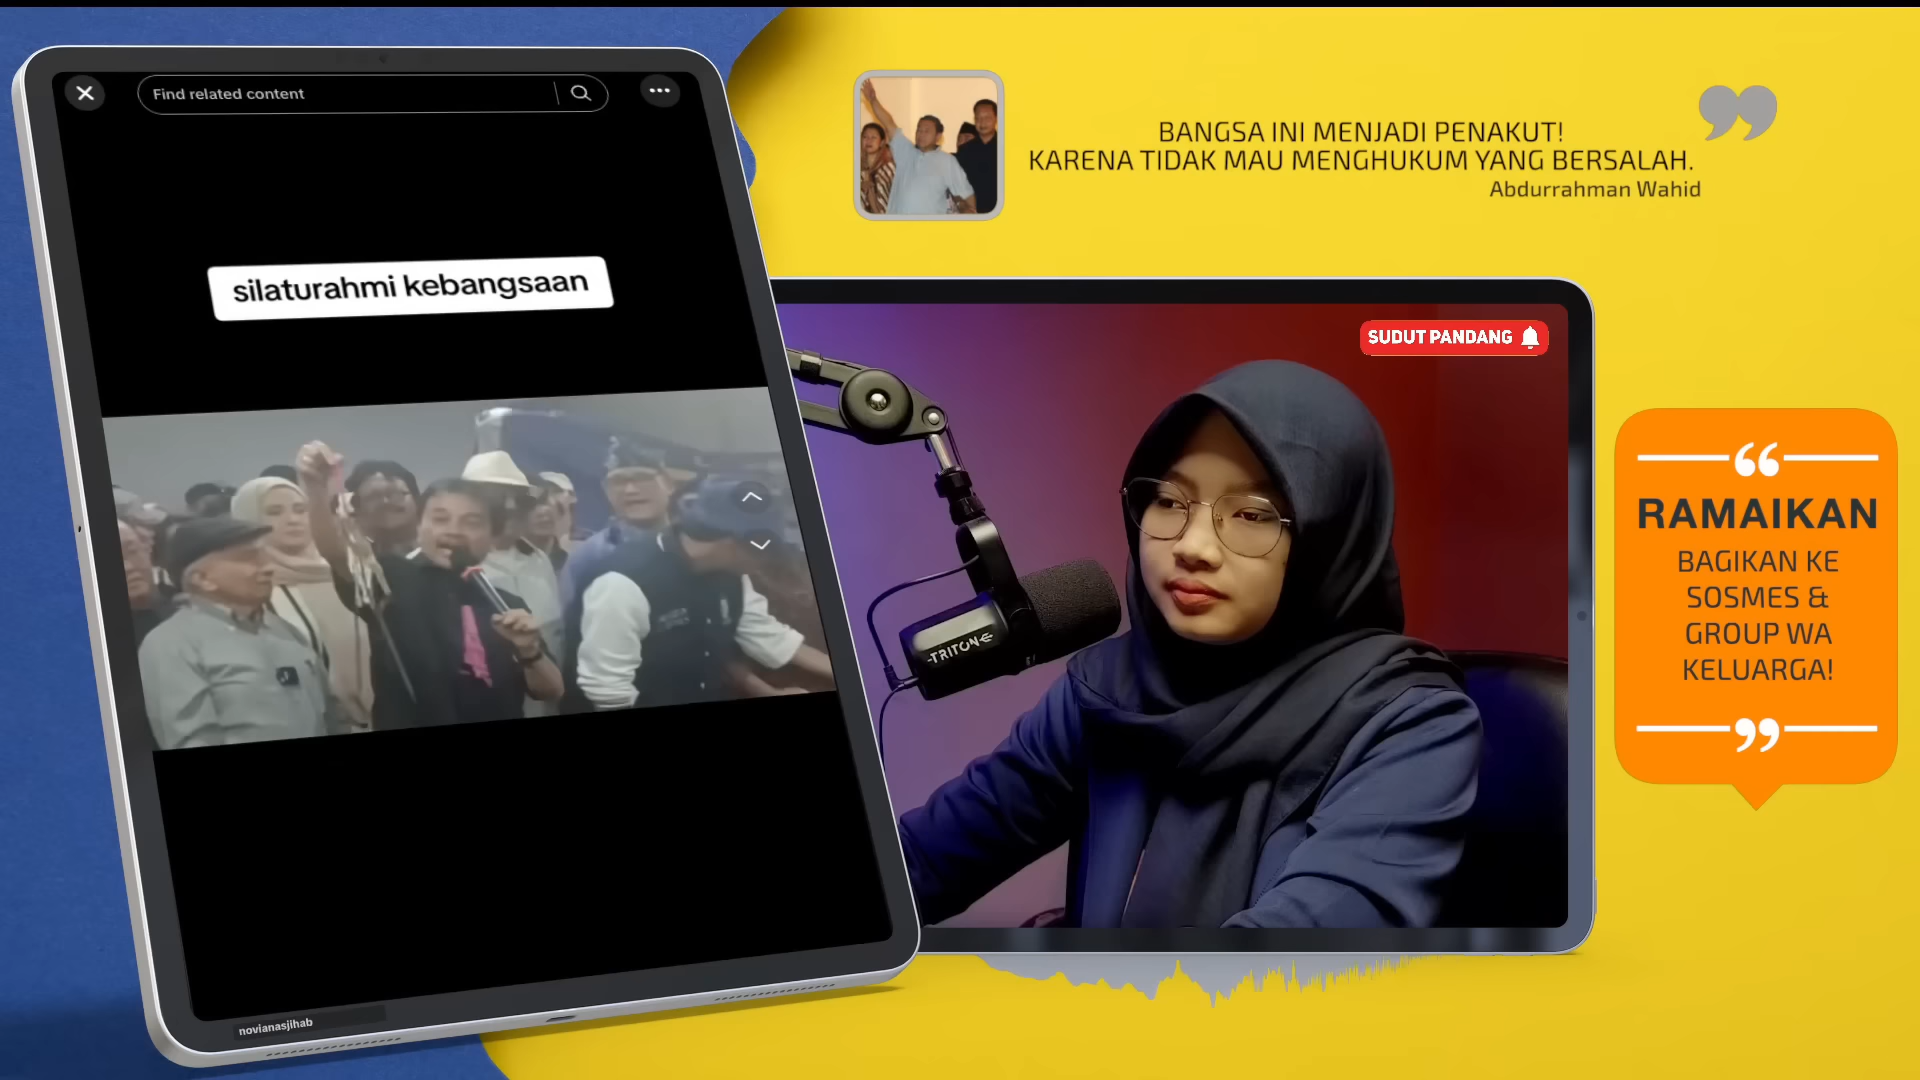 Find related content
silaturahmi kebangsaan
novianasjihab
BANGSA INI MENJADI PENAKUT!
KARENA TIDAK MAU MENGHUKUM YANG BERSALAH.
Abdurrahman Wahid
SUDUT PANDANG
TRITON
RAMAIKAN
BAGIKAN KE
SOSMES &
GROUP WA
KELUARGA!